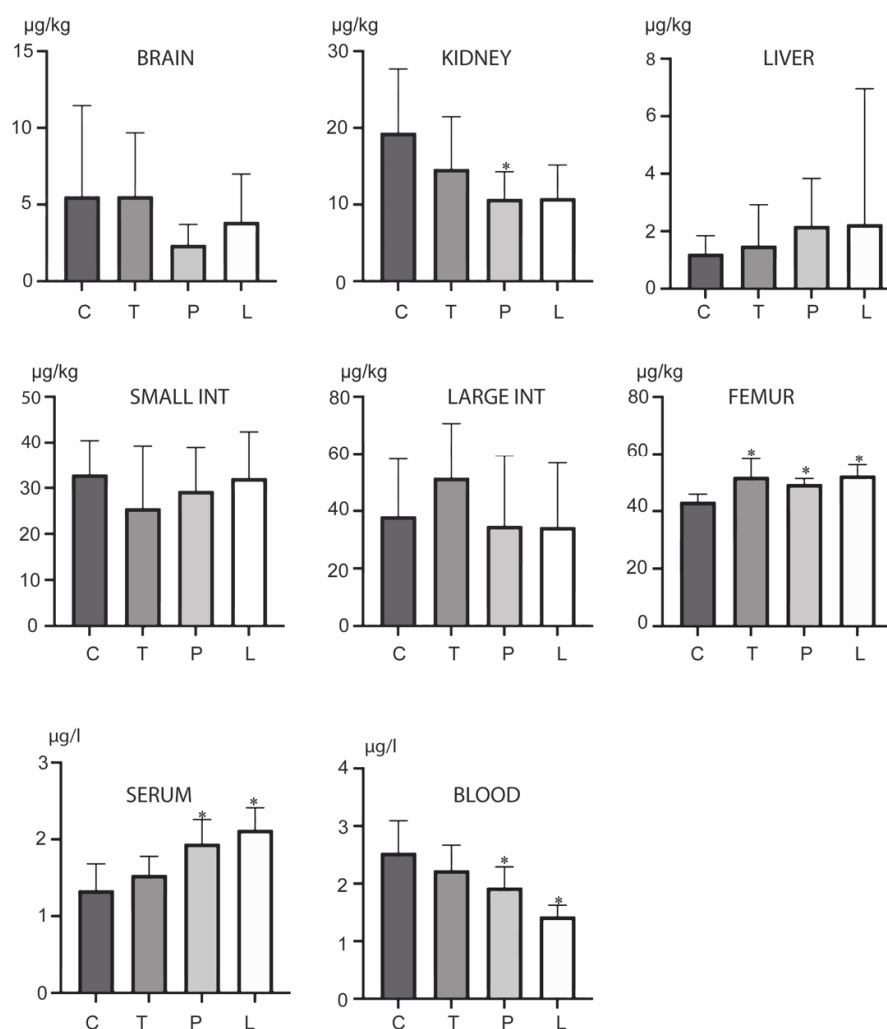 µg/kg µg/kg µg/kg
BRAIN KIDNEY LIVER
15 30 8
10 20 6
5 10 4
0 0 2
0
C T P L C T P L C T P L
*
µg/kg µg/kg µg/kg
SMALL INT LARGE INT FEMUR
50 80 80
40 60 60
30 40 40
20 20 20
10 0 0
0
* * *
C T P L C T P L C T P L
µg/l µg/l
SERUM BLOOD
3 4
2 3
1 2
0 1
0
* * * *
C T P L C T P L